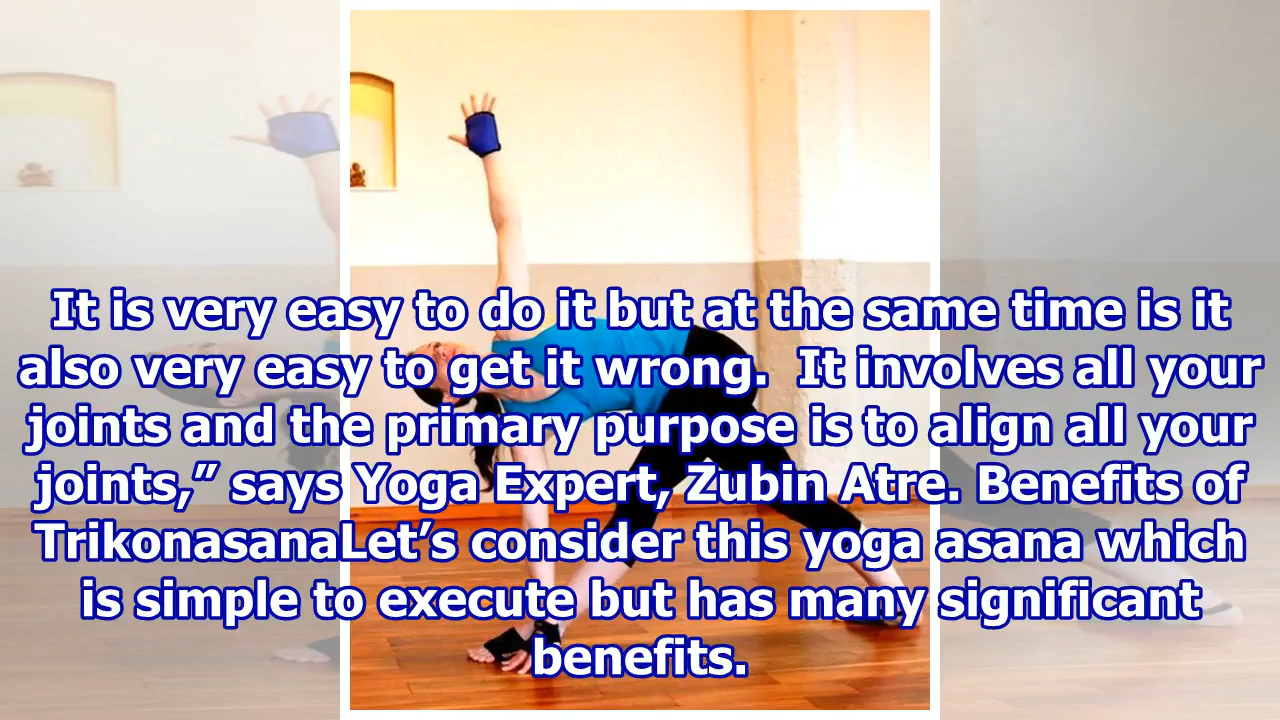 It is very easy to do it but at the same time is it
also very easy to get it wrong.  It involves all your
joints and the primary purpose is to align all your
joints,” says Yoga Expert, Zubin Atre. Benefits of
TrikonasanaLet’s consider this yoga asana which
is simple to execute but has many significant
benefits.